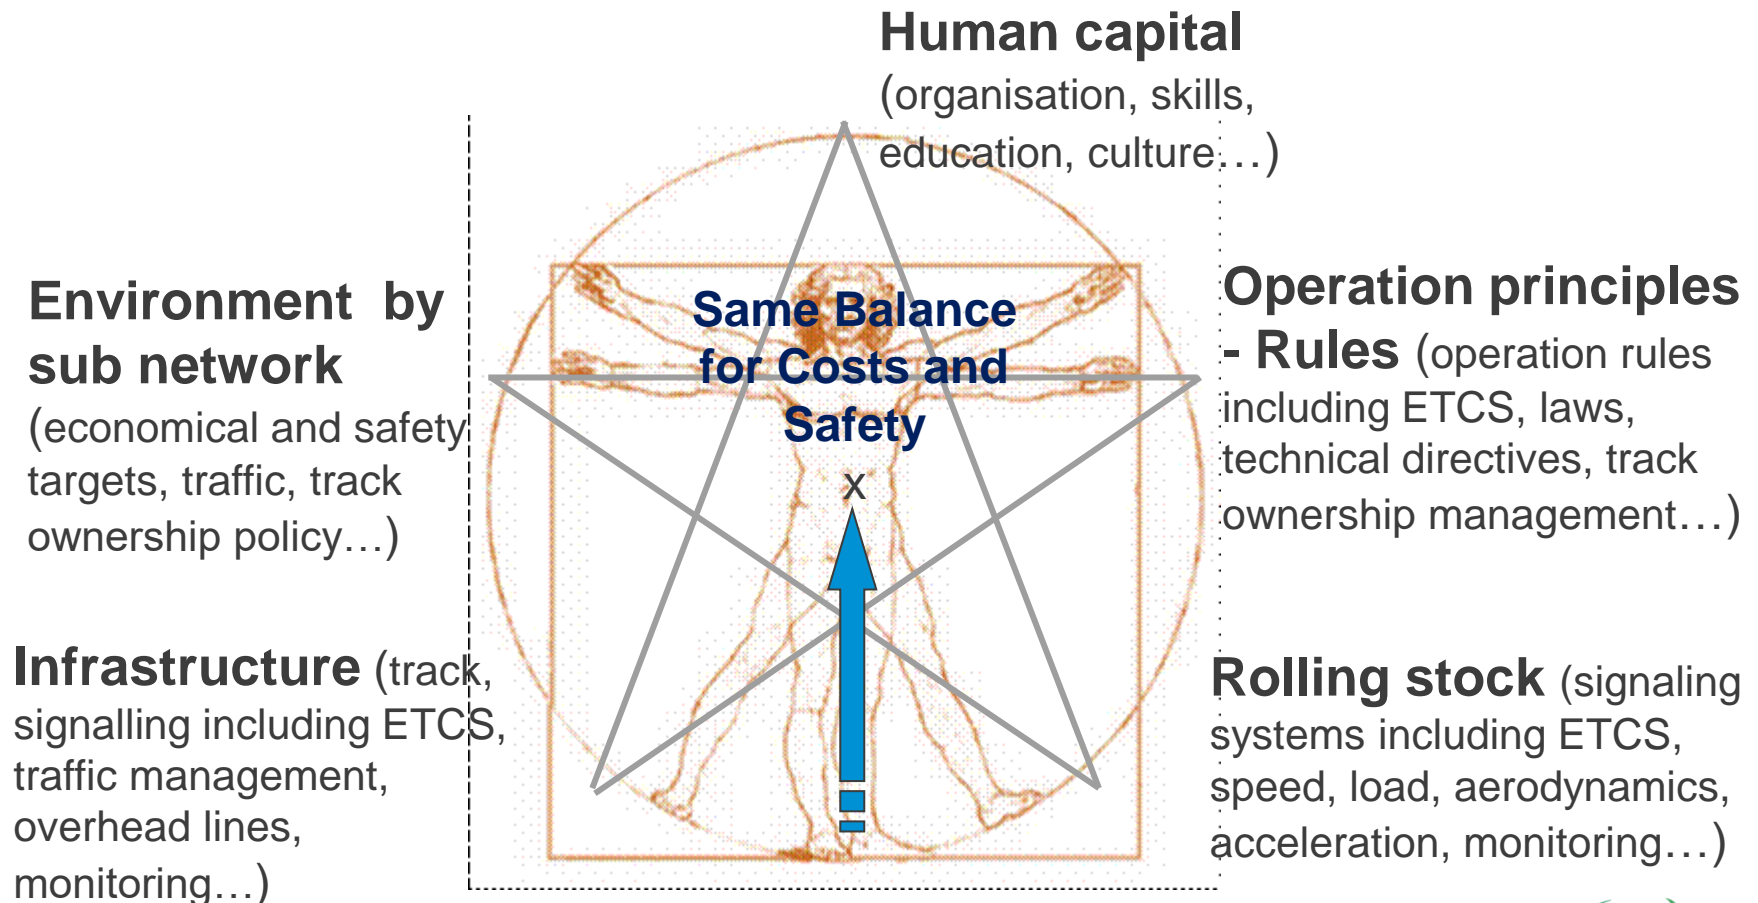 Human capital
(organisation, skills,
education, culture…)
Environment by
sub network
(economical and safety
targets, traffic, track
ownership policy…)
Same Balance
for Costs and
Safety
x
Operation principles
- Rules (operation rules
including ETCS, laws,
technical directives, track
ownership management…)
Infrastructure (track,
signalling including ETCS,
traffic management,
overhead lines,
monitoring…)
Rolling stock (signaling
systems including ETCS,
speed, load, aerodynamics,
acceleration, monitoring…)